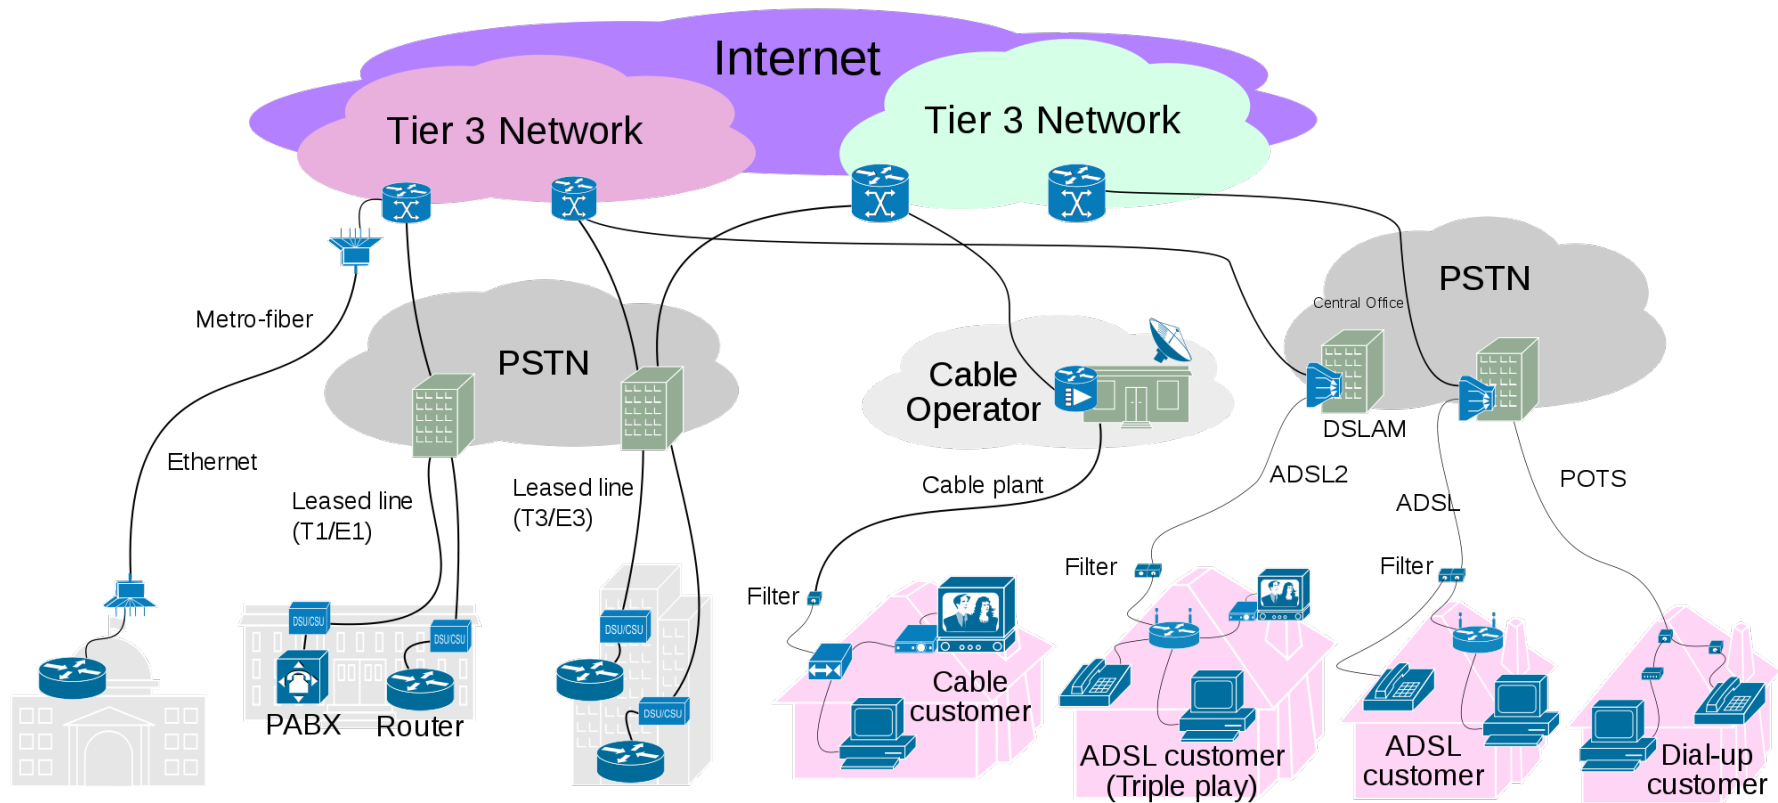 Internet
Tier 3 Network
Tier 3 Network
PSTN
Central Office
Metro-fiber
PSTN
Cable
Operator
DSLAM
Ethernet
Leased line
(T1/E1)
Leased line
(T3/E3)
Cable plant
ADSL2
ADSL
POTS
Filter
Filter
Filter
DSU/CSU
DSU/CSU
DSU/CSU
DSU/CSU
PABX
Router
Cable
customer
ADSL customer
(Triple play)
ADSL
customer
Dial-up
customer